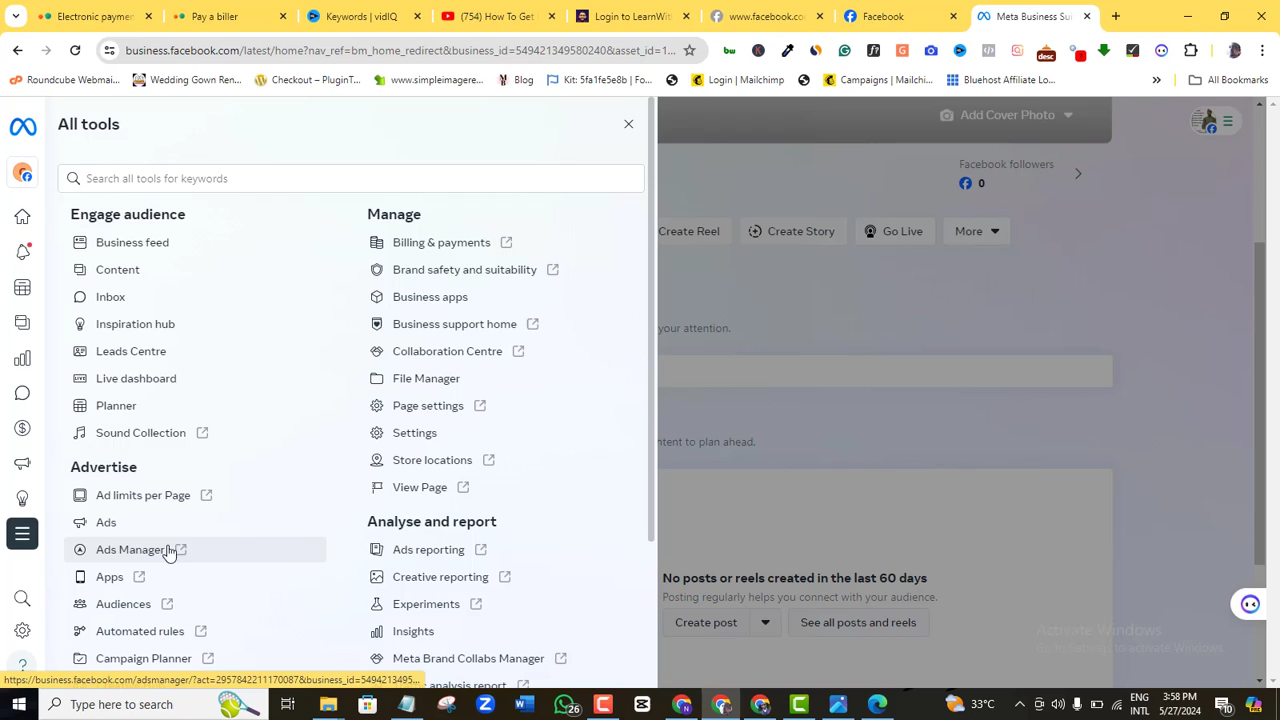 Electronic paymen
Pay a biller
Keywords | vidIQ
(754) How To Get
Login to LearnWit
www.facebook.co
Facebook
Meta Business Sui
business.facebook.com/latest/home?nav_ref=bm_home_redirect&business_id=549421349580240&asset_id=1...
desc
Roundcube Webmai...
Wedding Gown Ren...
Checkout – PluginT...
www.simpleimagere...
Blog
Kit: 5fa1fe5e8b | Fo...
Login | Mailchimp
Campaigns | Mailchi...
Bluehost Affiliate Lo...
All Bookmarks
All tools
Search all tools for keywords
Engage audience
Business feed
Content
Inbox
Inspiration hub
Leads Centre
Live dashboard
Planner
Sound Collection
Advertise
Ad limits per Page
Ads
Ads Manager
Apps
Audiences
Automated rules
Campaign Planner
Manage
Billing & payments
Brand safety and suitability
Business apps
Business support home
Collaboration Centre
File Manager
Page settings
Settings
Store locations
View Page
Analyse and report
Ads reporting
Creative reporting
Experiments
Insights
Meta Brand Collabs Manager
analysis report
Add Cover Photo
Facebook followers
0
Create Reel
Create Story
Go Live
More
your attention.
ntent to plan ahead.
No posts or reels created in the last 60 days
Posting regularly helps you connect with your audience.
Create post
See all posts and reels
Activate Windows
https://business.facebook.com/adsmanager/?act=2957842211170087&business_id=5494213495...
Type here to search
26
33°C
ENG
INTL
3:58 PM
5/27/2024